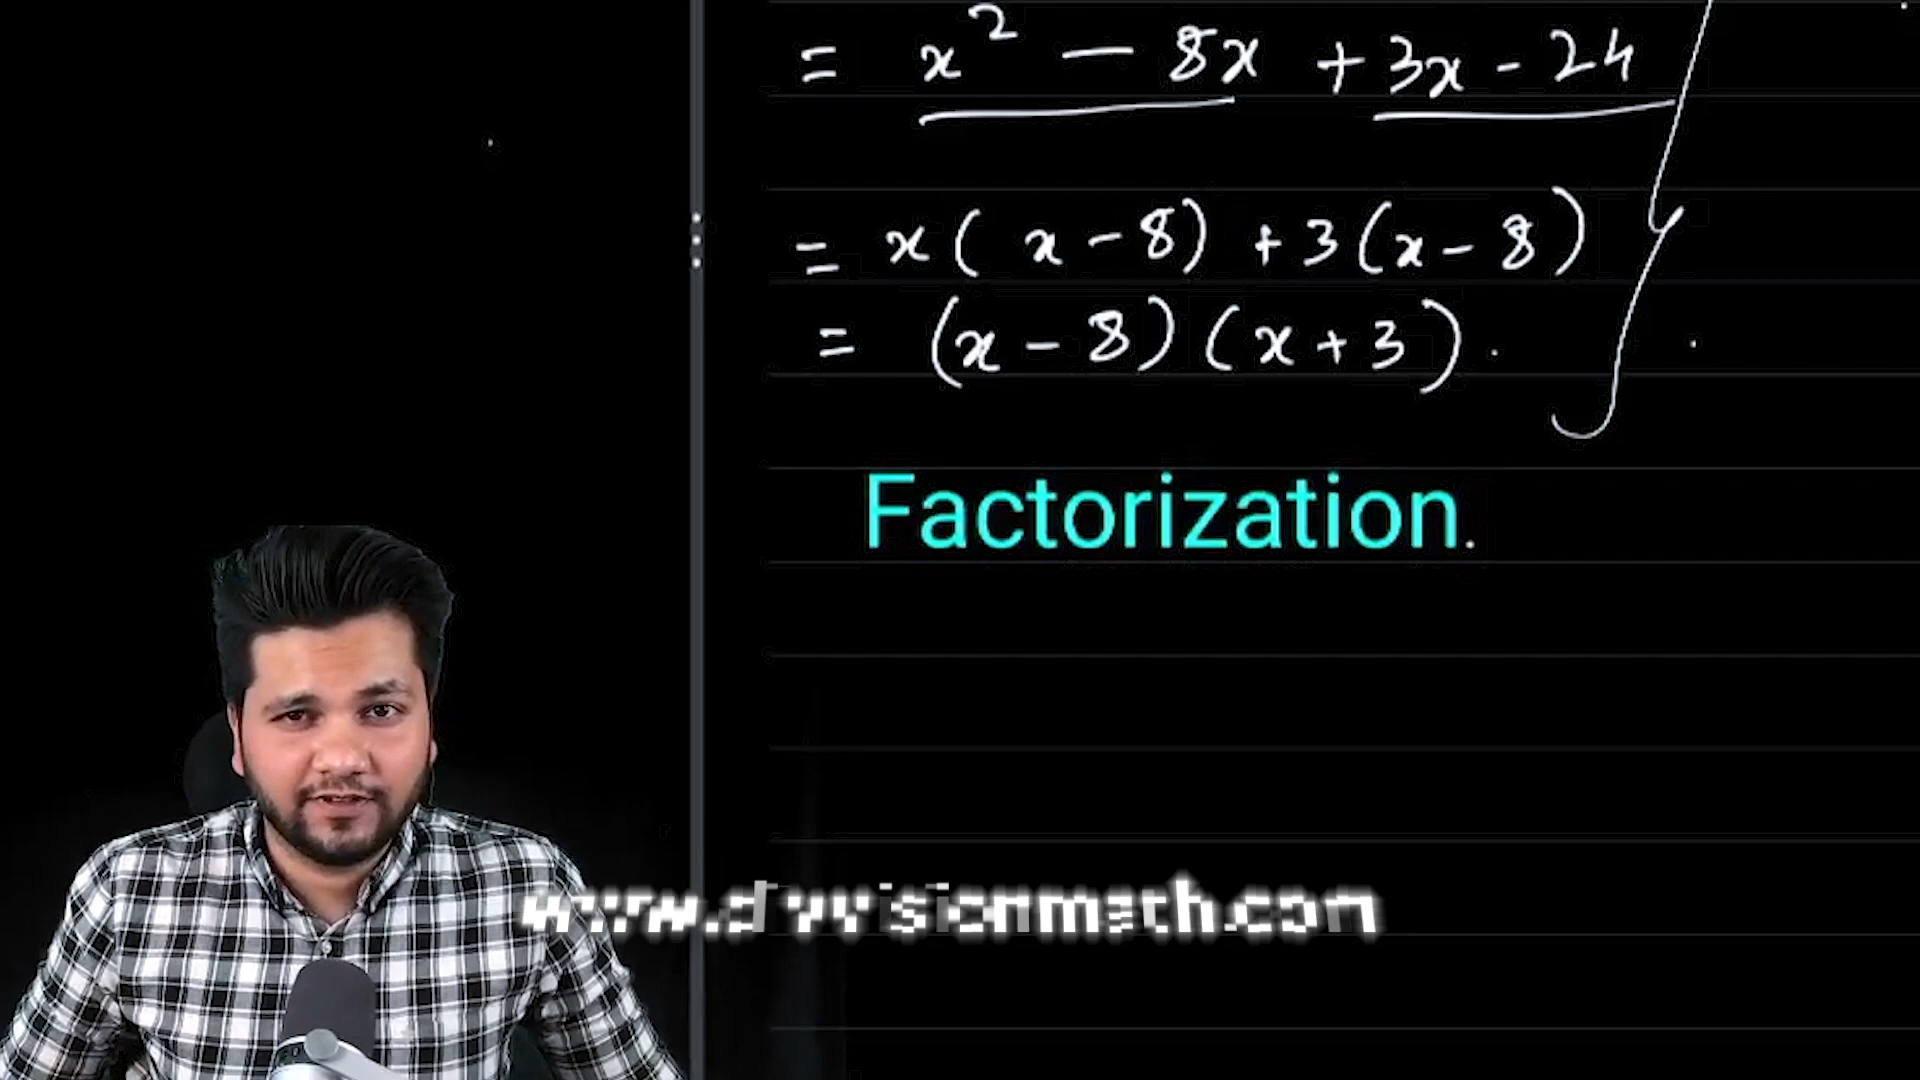 = x² - 8x + 3x - 24
= x(x-8) + 3(x-8)
= (x-8)(x+3).
Factorization.